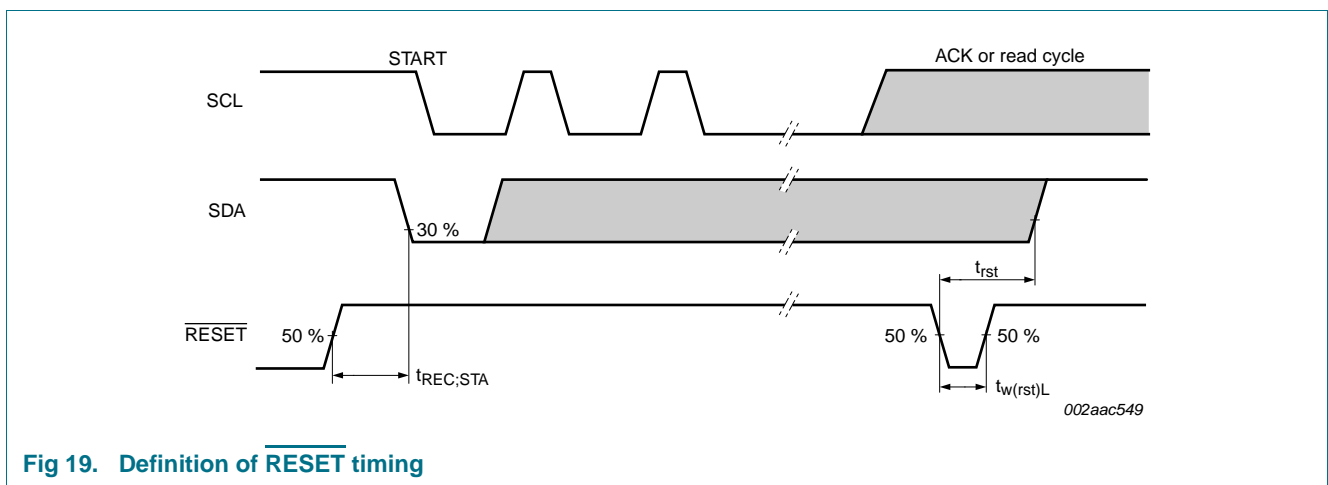 START
ACK or read cycle
SCL
SDA
30 %
t_rst
RESET
50 %
50 %
50 %
t_REC;STA
t_w(rst)L
002aac549
Fig 19. Definition of RESET timing